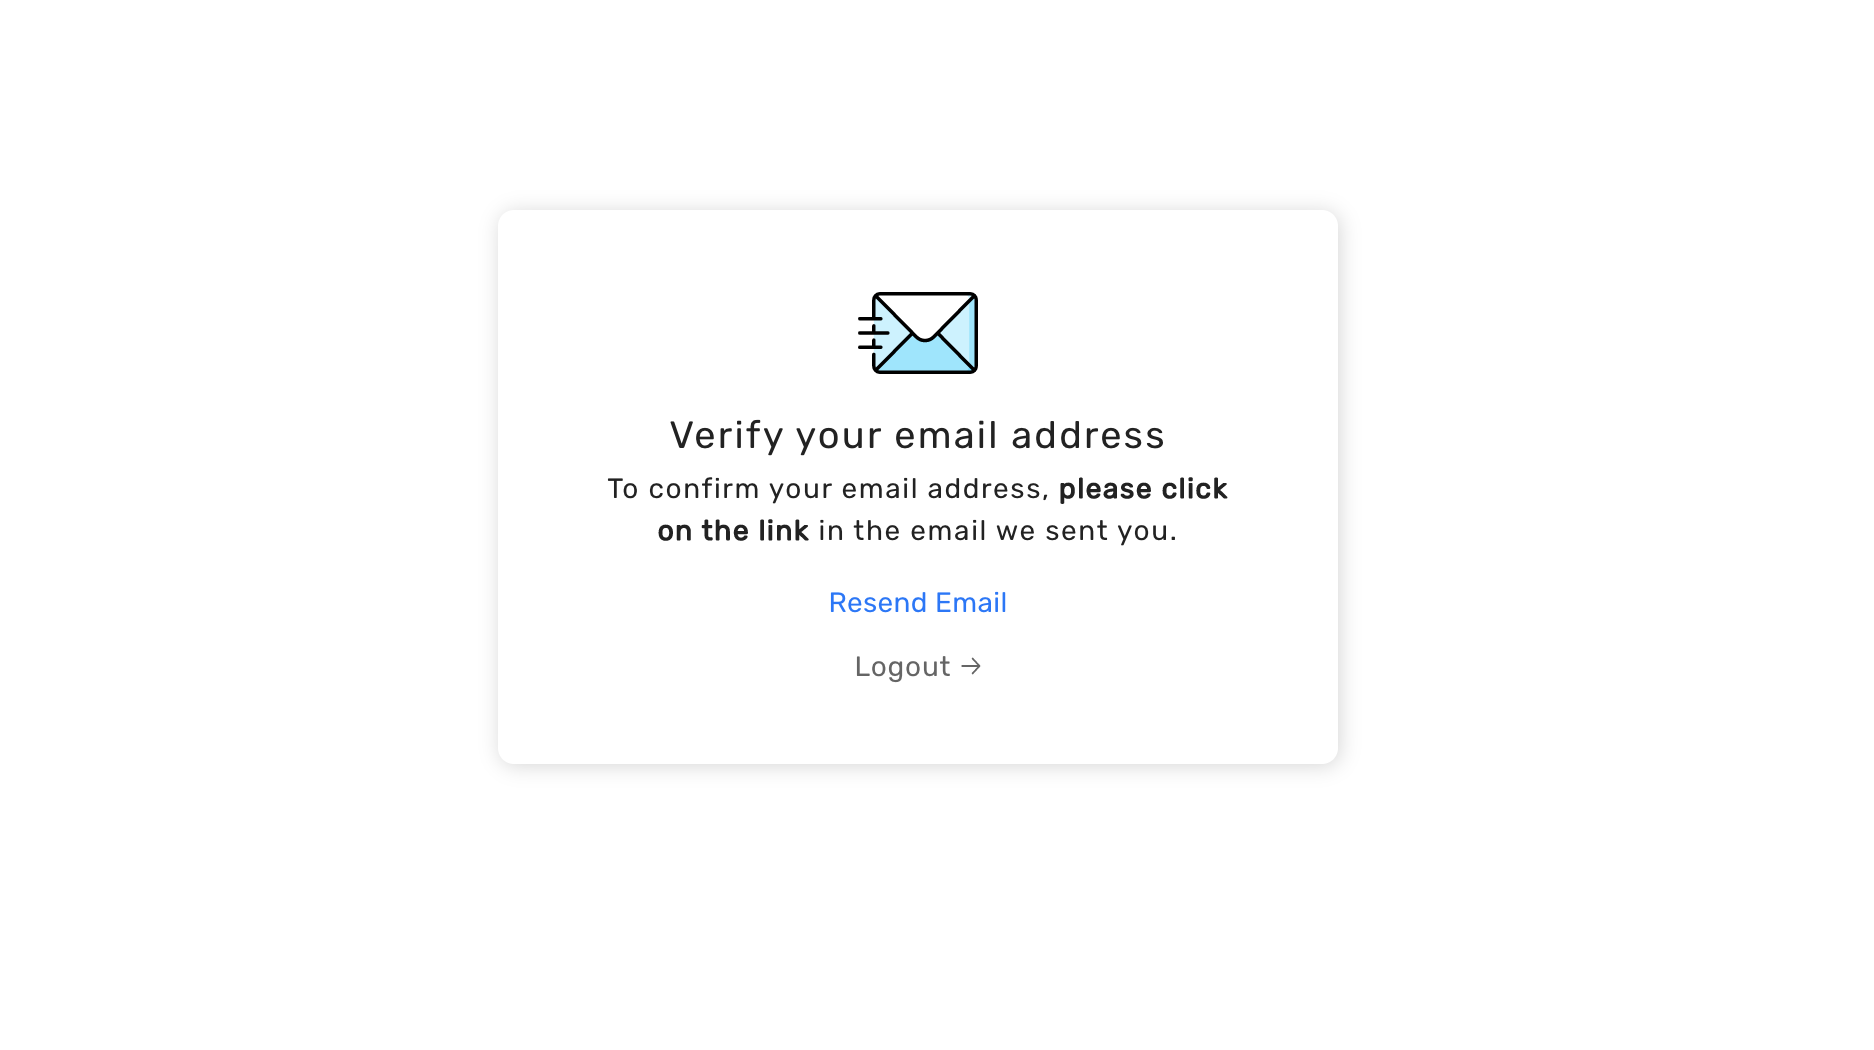 Verify your email address
To confirm your email address, please click
on the link in the email we sent you.
Resend Email
Logout →